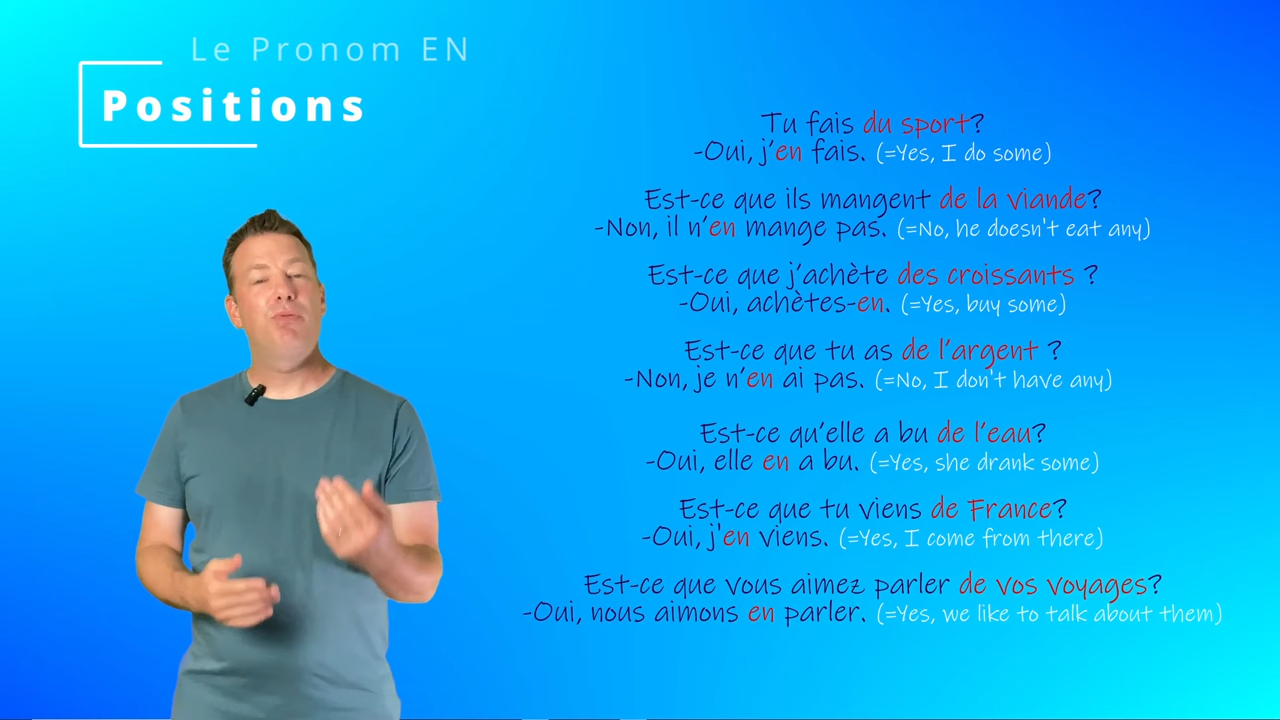 Le Pronom EN
Positions
Tu fais du sport?
-Oui, j'en fais. (=Yes, I do some)
Est-ce que ils mangent de la viande?
-Non, il n'en mange pas. (=No, he doesn't eat any)
Est-ce que j'achète des croissants ?
-Oui, achètes-en. (=Yes, buy some)
Est-ce que tu as de l'argent ?
-Non, je n'en ai pas. (=No, I don't have any)
Est-ce qu'elle a bu de l'eau?
-Oui, elle en a bu. (=Yes, she drank some)
Est-ce que tu viens de France?
-Oui, j'en viens. (=Yes, I come from there)
Est-ce que vous aimez parler de vos voyages?
-Oui, nous aimons en parler. (=Yes, we like to talk about them)